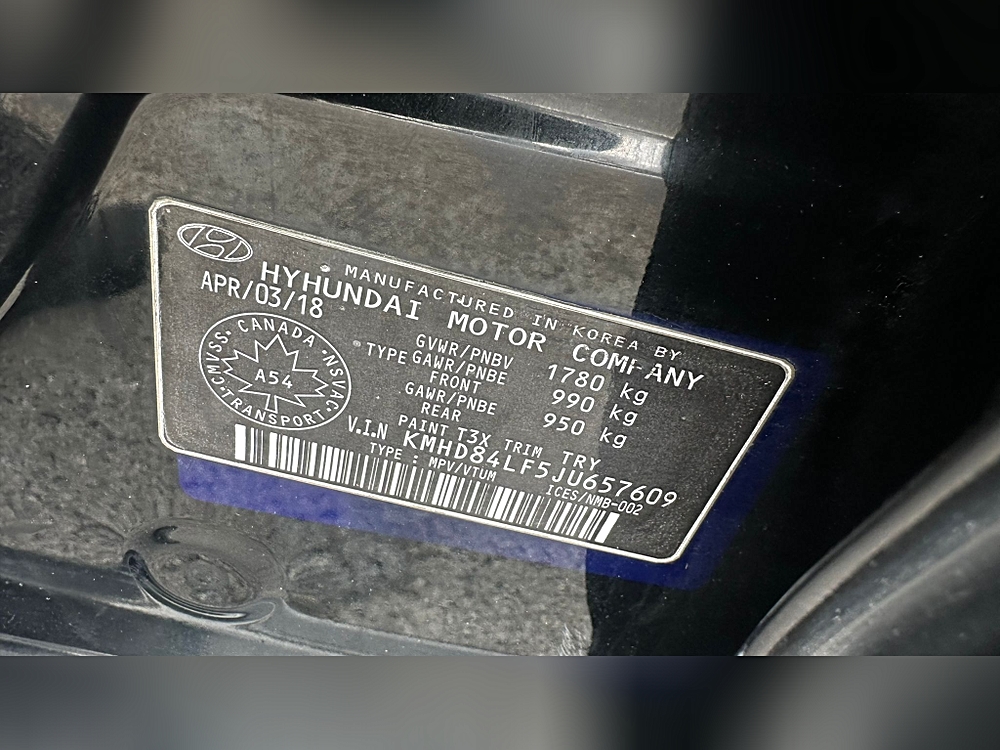 MANUFACTURED IN KOREA BY
HYHUNDAI MOTOR COMPANY
APR/03/18
GVWR/PNBV 1780 kg
TYPE GAWR/PNBE FRONT 990 kg
GAWR/PNBE REAR 950 kg
CANADA
CMVSS • NSVAC
A54
TRANSPORT
PAINT T3X TRIM TRY
V.I.N KMHD84LF5JU657609
TYPE : MPV/VTUM ICES/NMB-002